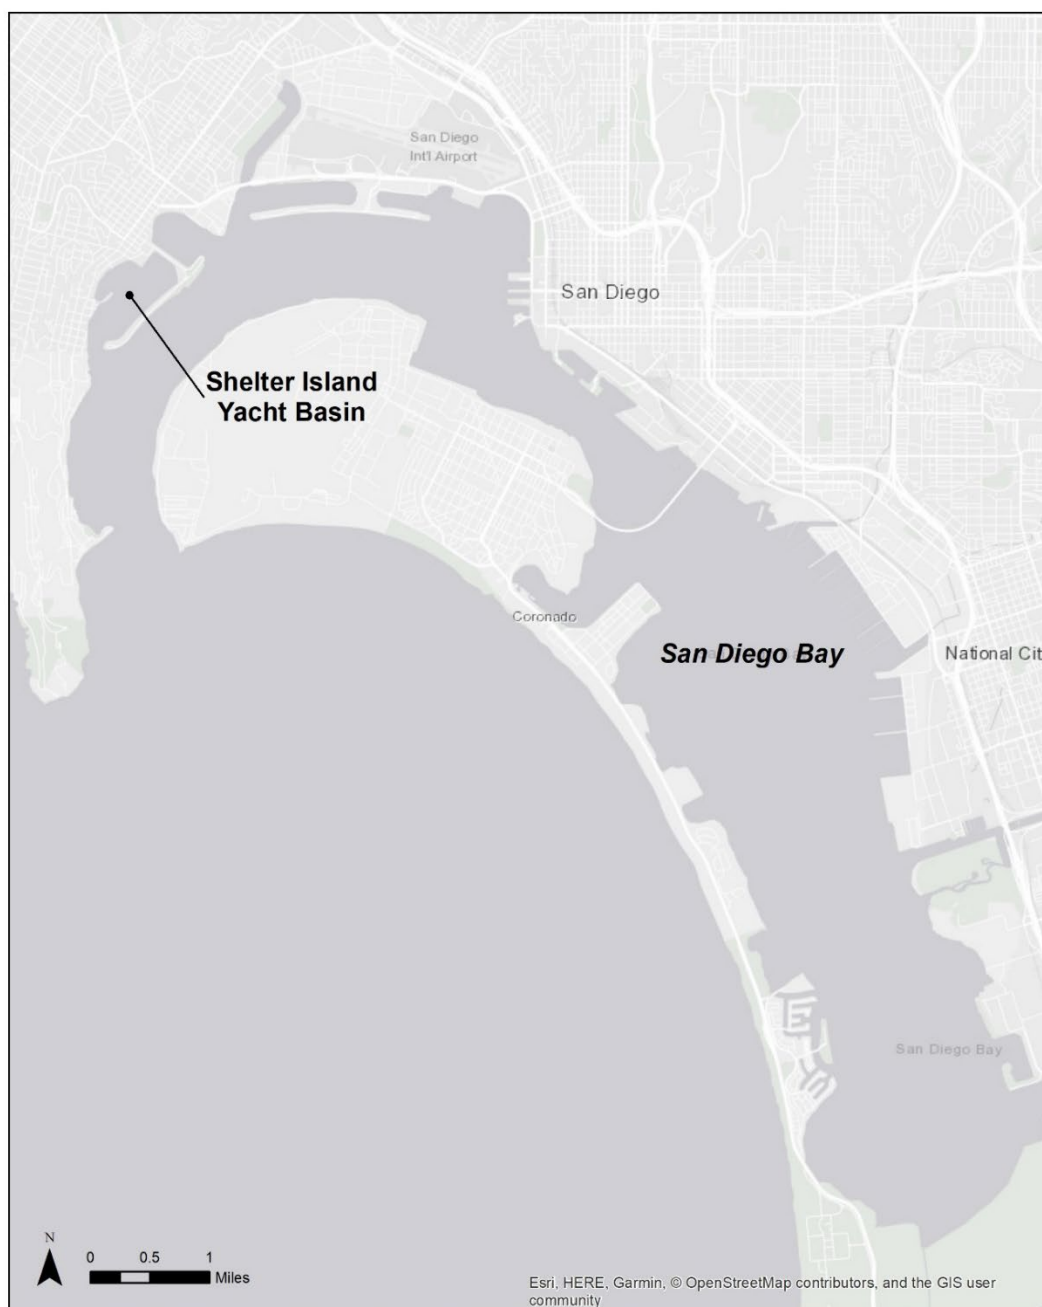 San Diego
Int'l Airport
San Diego
Shelter Island
Yacht Basin
Coronado
San Diego Bay
National Cit
San Diego Bay
N
0 0.5 1
Miles
Esri, HERE, Garmin, © OpenStreetMap contributors, and the GIS user
community